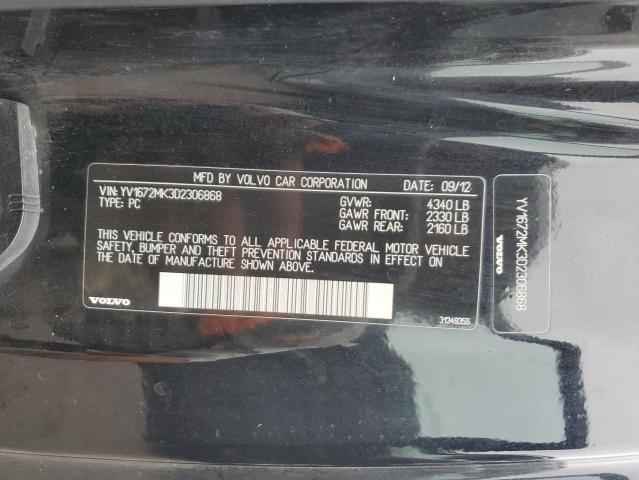 MFD BY VOLVO CAR CORPORATION DATE: 09/12
VIN: YV1672MK3D2306868 GVWR: 4340 LB
TYPE: PC GAWR FRONT: 2330 LB
GAWR REAR: 2160 LB
THIS VEHICLE CONFORMS TO ALL APPLICABLE FEDERAL MOTOR VEHICLE
SAFETY, BUMPER AND THEFT PREVENTION STANDARDS IN EFFECT ON
THE DATE OF MANUFACTURE SHOWN ABOVE.
VOLVO 31349355
YV1672MK3D2306868
VOLVO